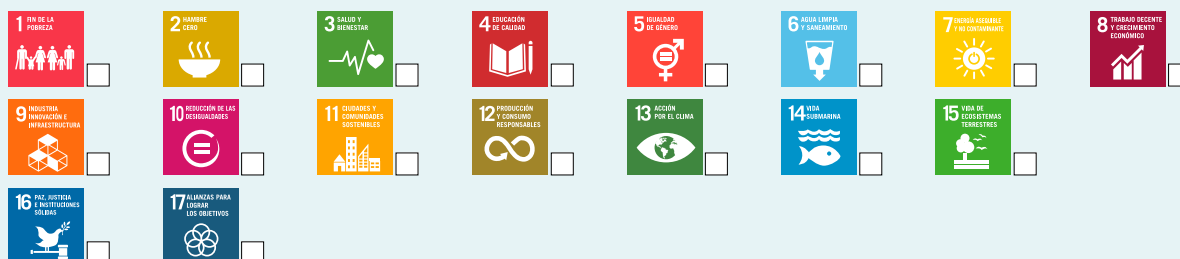 1 FIN DE LA
POBREZA
2 HAMBRE
CERO
3 SALUD Y
BIENESTAR
4 EDUCACIÓN
DE CALIDAD
5 IGUALDAD
DE GÉNERO
6 AGUA LIMPIA
Y SANEAMIENTO
7 ENERGÍA ASEQUIBLE
Y NO CONTAMINANTE
8 TRABAJO DECENTE
Y CRECIMIENTO
ECONÓMICO
9 INDUSTRIA
INNOVACIÓN E
INFRAESTRUCTURA
10 REDUCCIÓN DE LAS
DESIGUALDADES
11 CIUDADES Y
COMUNIDADES
SOSTENIBLES
12 PRODUCCIÓN
Y CONSUMO
RESPONSABLES
13 ACCIÓN
POR EL CLIMA
14 VIDA
SUBMARINA
15 VIDA DE
ECOSISTEMAS
TERRESTRES
16 PAZ, JUSTICIA
E INSTITUCIONES
SÓLIDAS
17 ALIANZAS PARA
LOGRAR
LOS OBJETIVOS